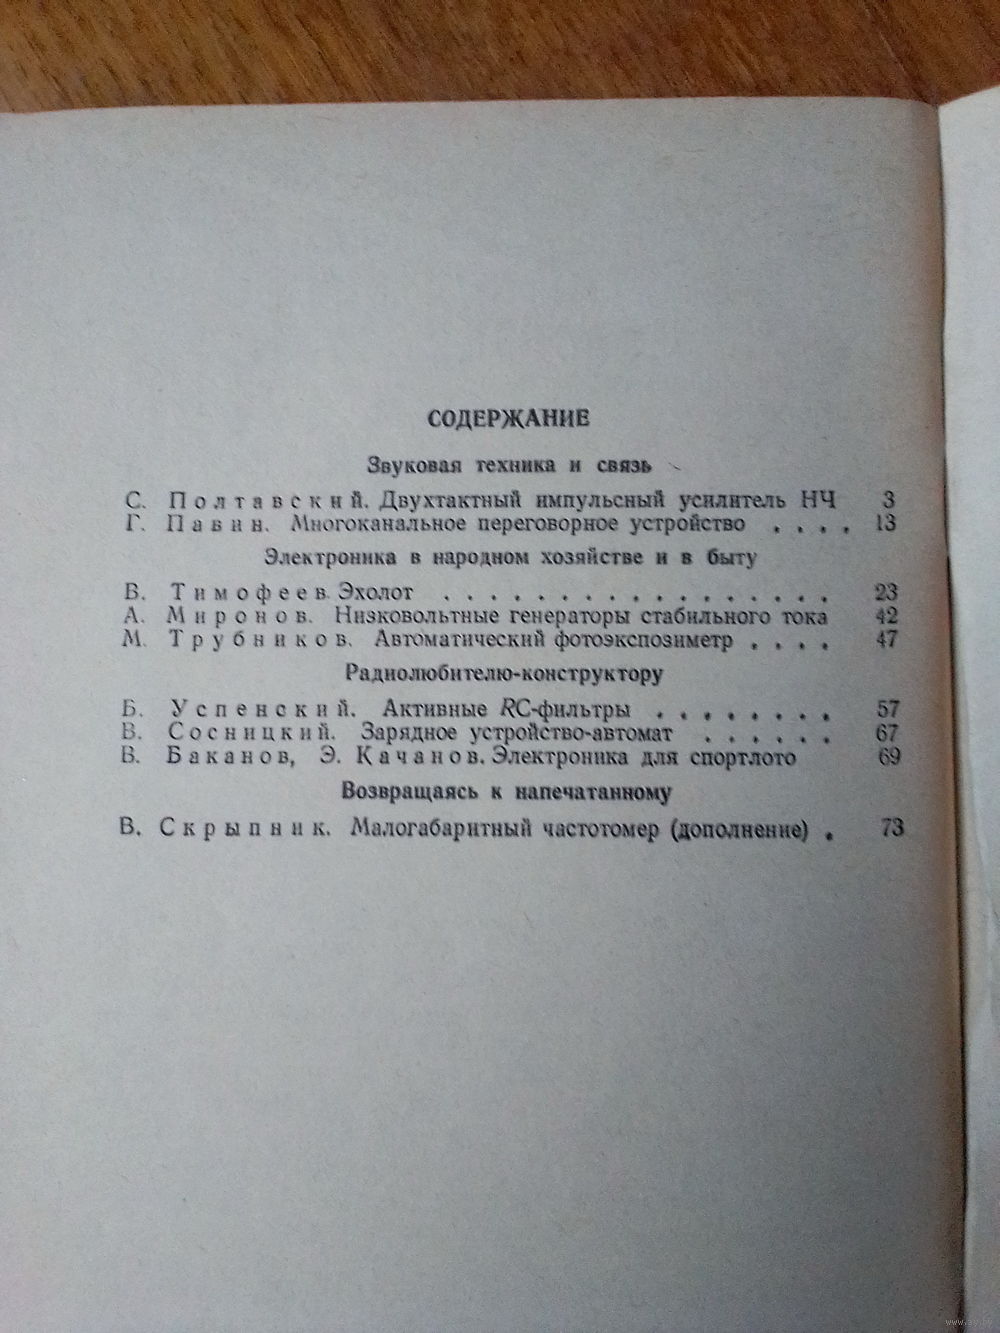 СОДЕРЖАНИЕ
Звуковая техника и связь
С. Полтавский. Двухтактный импульсный усилитель НЧ 3
Г. Павин. Многоканальное переговорное устройство . . . . 13
Электроника в народном хозяйстве и в быту
В. Тимофеев. Эхолот . . . . . . . . . . . . . . . . . 23
А. Миронов. Низковольтные генераторы стабильного тока 42
М. Трубников. Автоматический фотоэкспозиметр . . . . 47
Радиолюбителю-конструктору
Б. Успенский. Активные RC-фильтры . . . . . . . . 57
В. Сосницкий. Зарядное устройство-автомат . . . . . . 67
В. Баканов, Э. Качанов. Электроника для спортлото 69
Возвращаясь к напечатанному
В. Скрыпник. Малогабаритный частотомер (дополнение) . 73
www.ay.by